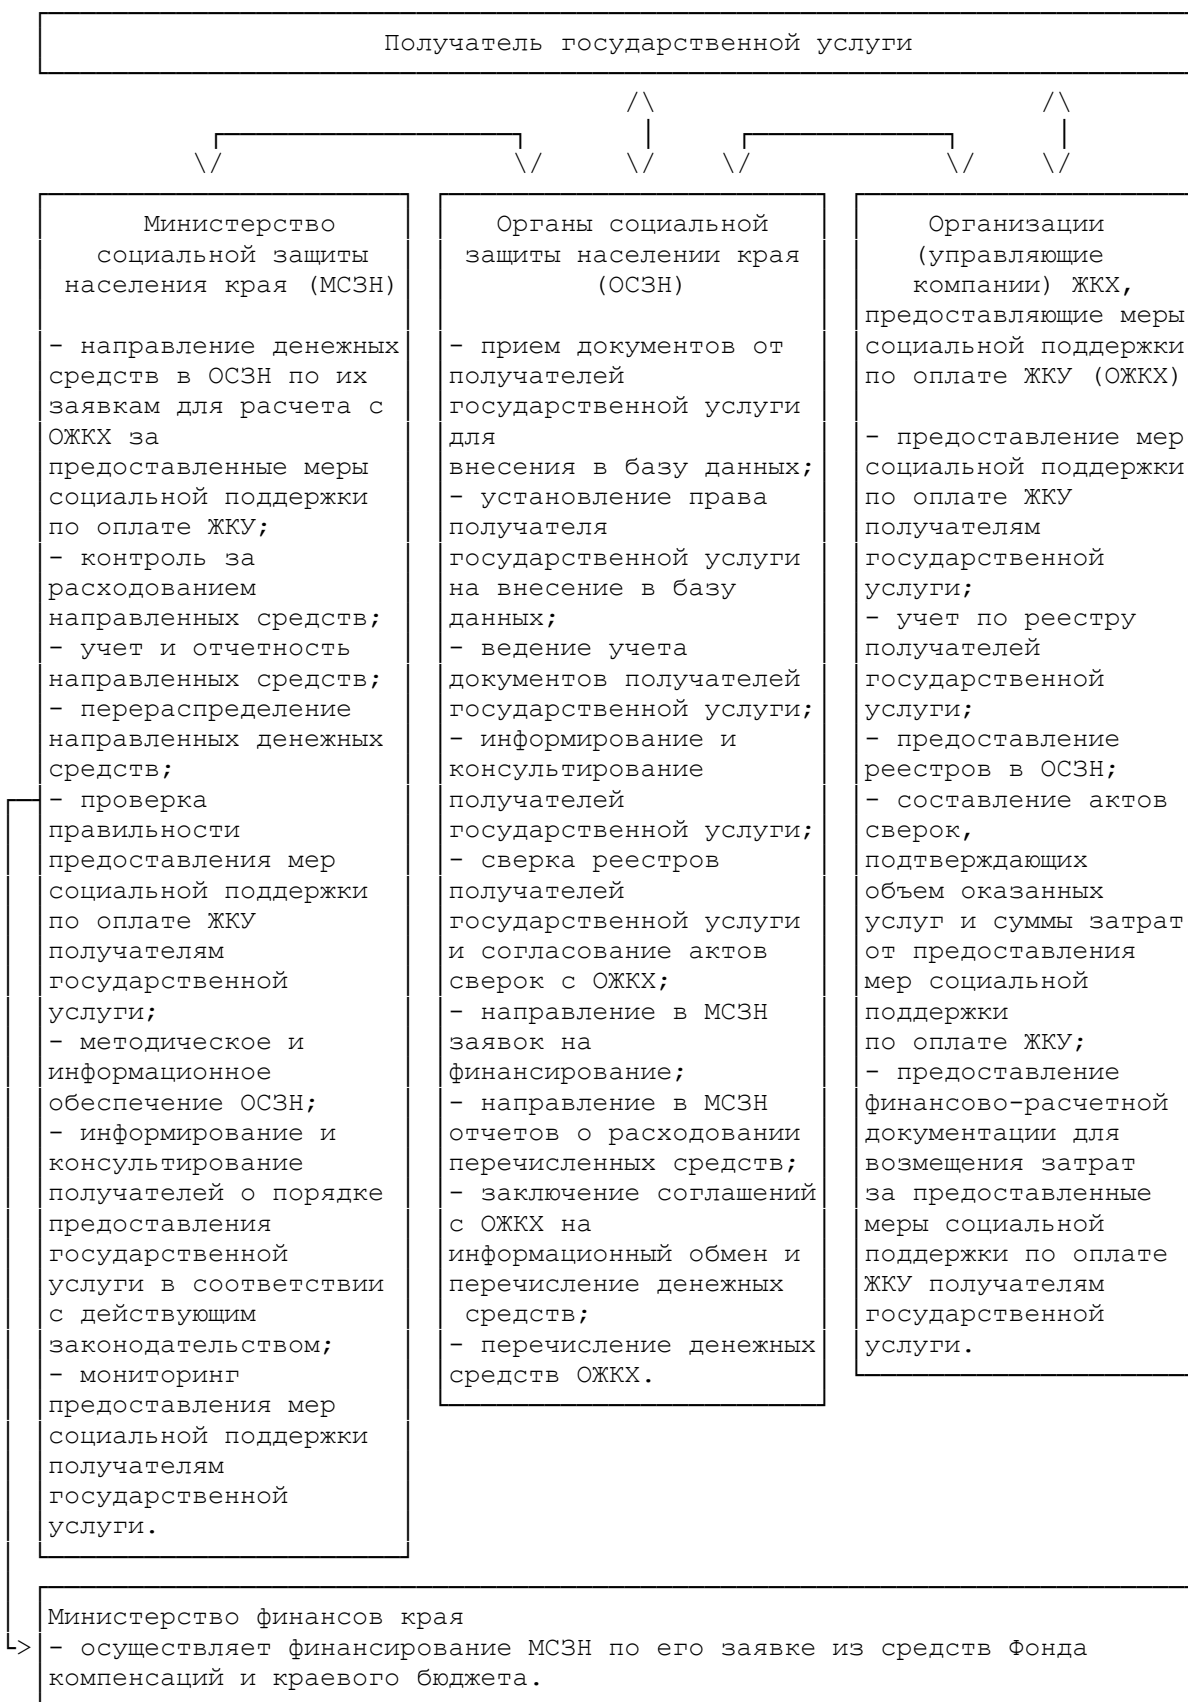 Получатель государственной услуги
Министерство
социальной защиты
населения края (МСЗН)
- направление денежных
средств в ОСЗН по их
заявкам для расчета с
ОЖКХ за
предоставленные меры
социальной поддержки
по оплате ЖКУ;
- контроль за
расходованием
направленных средств;
- учет и отчетность
направленных средств;
- перераспределение
направленных денежных
средств;
- проверка
правильности
предоставления мер
социальной поддержки
по оплате ЖКУ
получателям
государственной
услуги;
- методическое и
информационное
обеспечение ОСЗН;
- информирование и
консультирование
получателей о порядке
предоставления
государственной
услуги в соответствии
с действующим
законодательством;
- мониторинг
предоставления мер
социальной поддержки
получателям
государственной
услуги.
Органы социальной
защиты населении края
(ОСЗН)
- прием документов от
получателей
государственной услуги
для
внесения в базу данных;
- установление права
получателя
государственной услуги
на внесение в базу
данных;
- ведение учета
документов получателей
государственной услуги;
- информирование и
консультирование
получателей
государственной услуги;
- сверка реестров
получателей
государственной услуги
и согласование актов
сверок с ОЖКХ;
- направление в МСЗН
заявок на
финансирование;
- направление в МСЗН
отчетов о расходовании
перечисленных средств;
- заключение соглашений
с ОЖКХ на
информационный обмен и
перечисление денежных
средств;
- перечисление денежных
средств ОЖКХ.
Организации
(управляющие
компании) ЖКХ,
предоставляющие меры
социальной поддержки
по оплате ЖКУ (ОЖКХ)
- предоставление мер
социальной поддержки
по оплате ЖКУ
получателям
государственной
услуги;
- учет по реестру
получателей
государственной
услуги;
- предоставление
реестров в ОСЗН;
- составление актов
сверок,
подтверждающих
объем оказанных
услуг и суммы затрат
от предоставления
мер социальной
поддержки
по оплате ЖКУ;
- предоставление
финансово-расчетной
документации для
возмещения затрат
за предоставленные
меры социальной
поддержки по оплате
ЖКУ получателям
государственной
услуги.
Министерство финансов края
- осуществляет финансирование МСЗН по его заявке из средств Фонда
компенсаций и краевого бюджета.